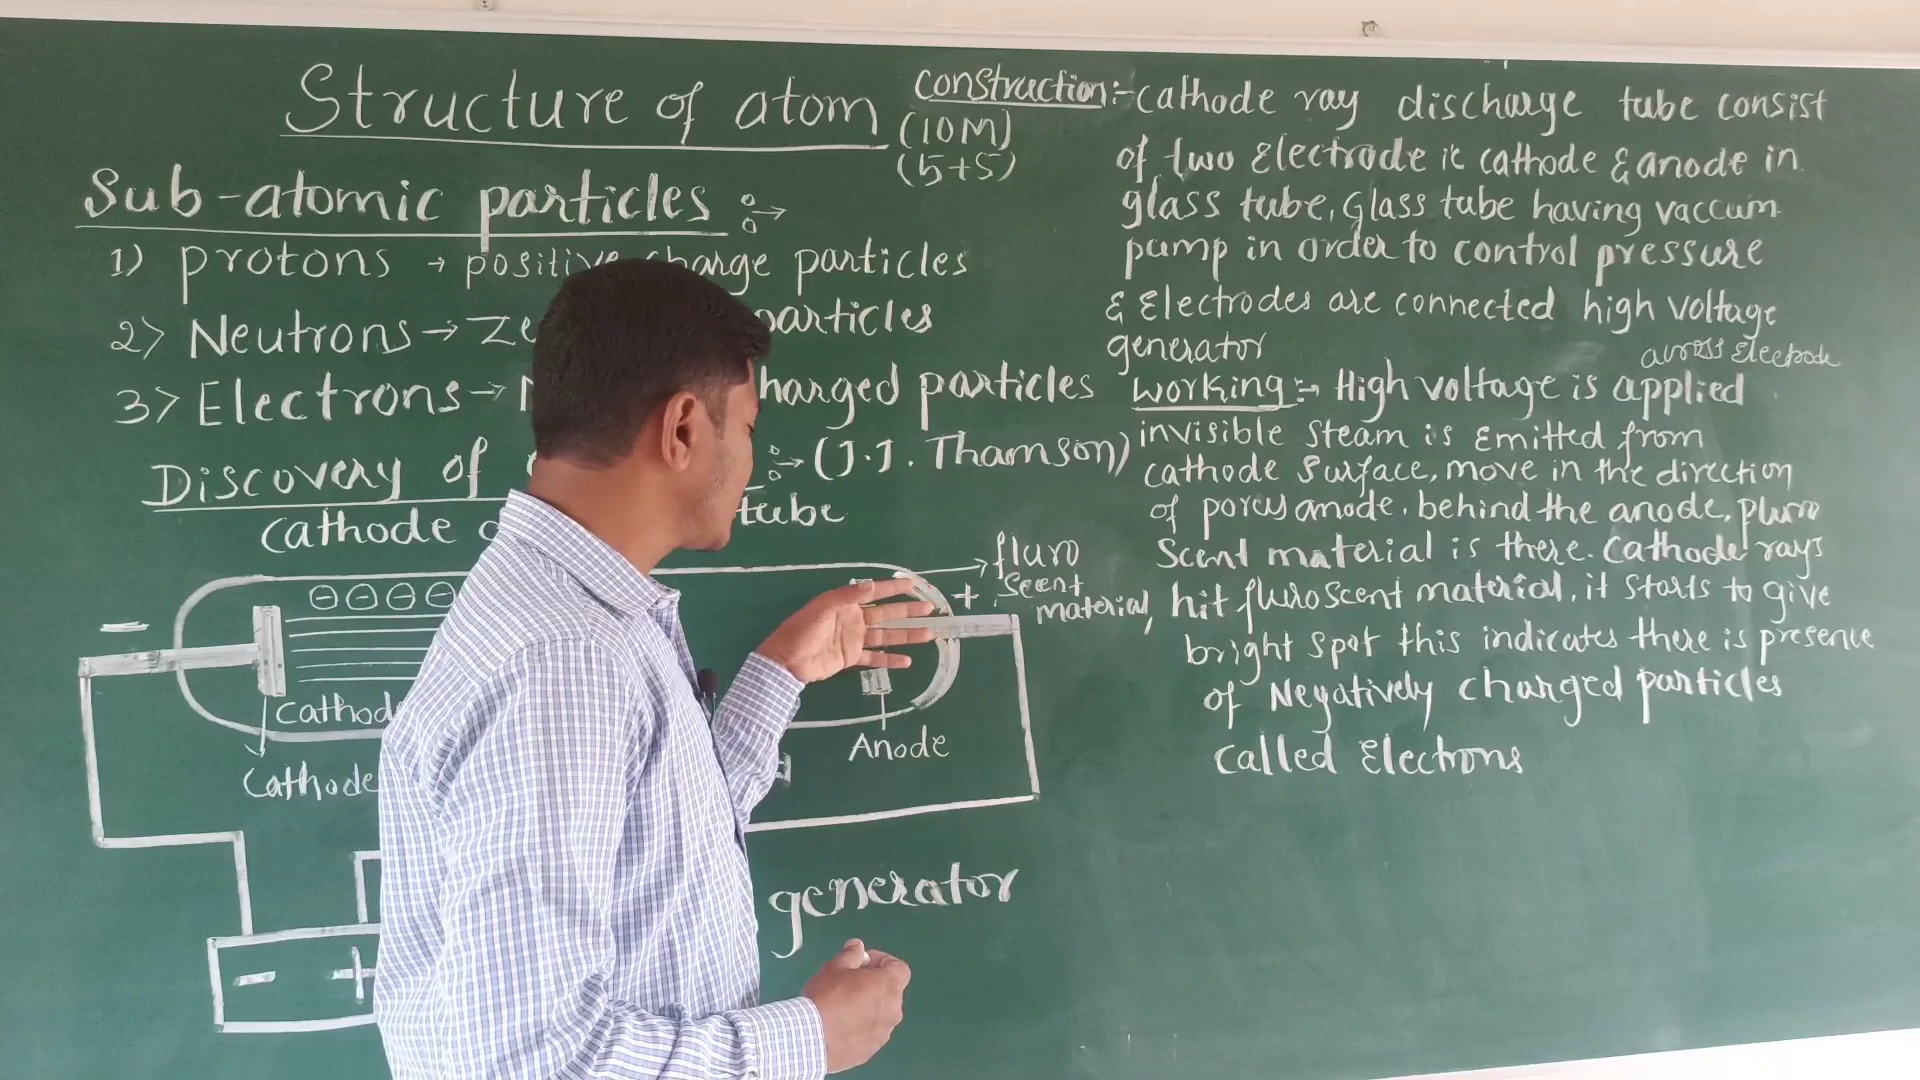 Structure of atom
(10M)
(5+5)
Sub-atomic particles
1) protons → positive charge particles
2) Neutrons → particles
3) Electrons → charged particles
Discovery of (J.J. Thamson)
cathode tube
fluro
scent
material,
+
-
Cathode
Cathode
Anode
generator
- +
Construction:- cathode ray discharge tube consist
of two Electrode ie cathode & anode in
glass tube, Glass tube having vaccum
pump in order to control pressure
& Electrodes are connected high voltage
generator
across Electrode
Working :- High voltage is applied
invisible steam is Emitted from
cathode surface, move in the direction
of porus anode. behind the anode, pluro
scent material is there. Cathode rays
hit fluroscent material, it starts to give
bright spot this indicates there is presence
of Negatively charged particles
called Electrons